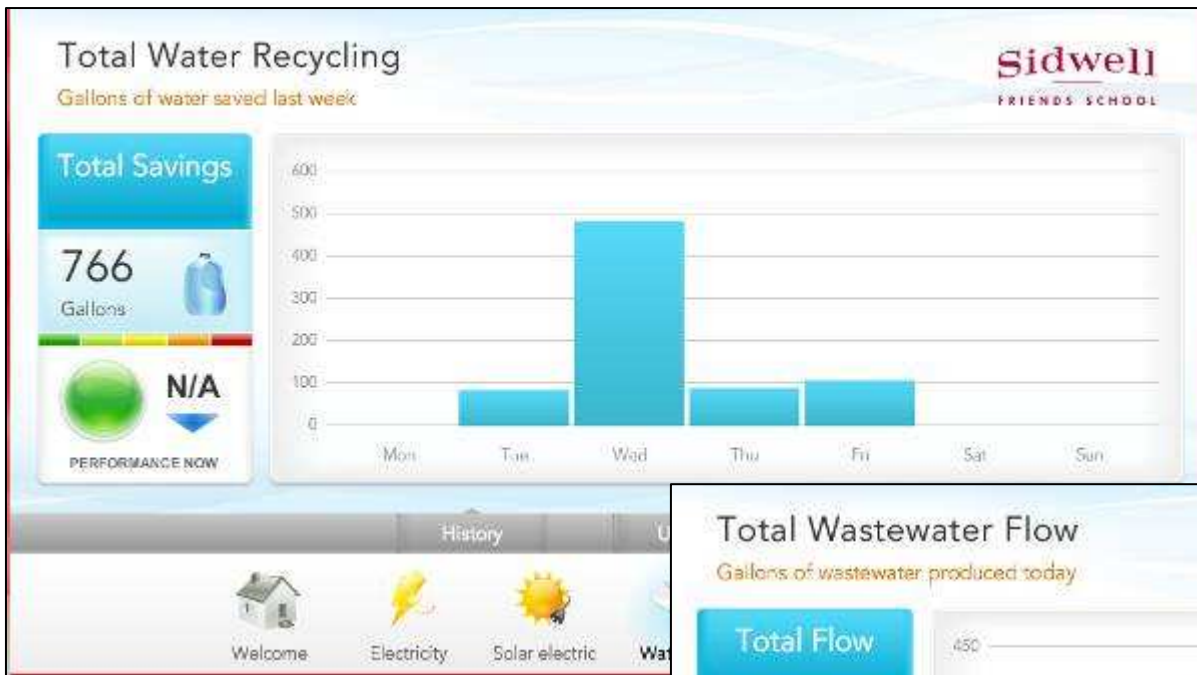 Total Water Recycling
Gallons of water saved last week
Sidwell
FRIENDS SCHOOL
Total Savings
766
Gallons
N/A
PERFORMANCE NOW
600
500
400
300
200
100
0
Mon Tue Wed Thu Fri Sat Sun
History U
Welcome Electricity Solar electric Wat
Total Wastewater Flow
Gallons of wastewater produced today
Total Flow
450